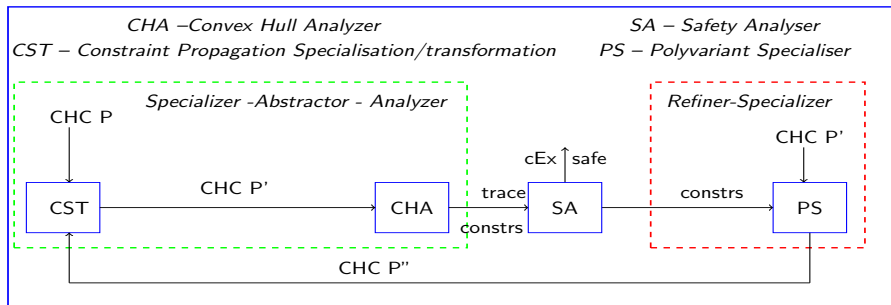 CHA –Convex Hull Analyzer
SA – Safety Analyser
CST – Constraint Propagation Specialisation/transformation
PS – Polyvariant Specialiser
Specializer -Abstractor - Analyzer
Refiner-Specializer
CHC P
CHC P'
cEx
safe
CHC P'
trace
constrs
constrs
CST
CHA
SA
PS
CHC P"